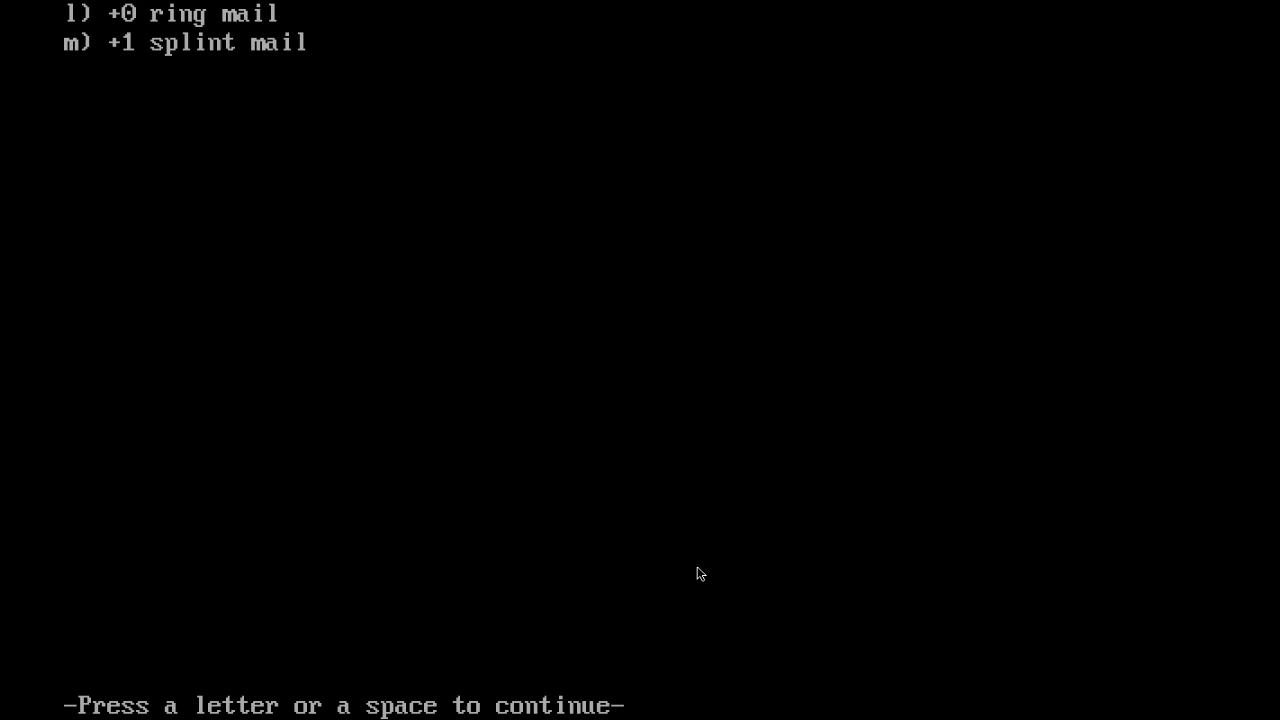 l) +0 ring mail
m) +1 splint mail
-Press a letter or a space to continue-